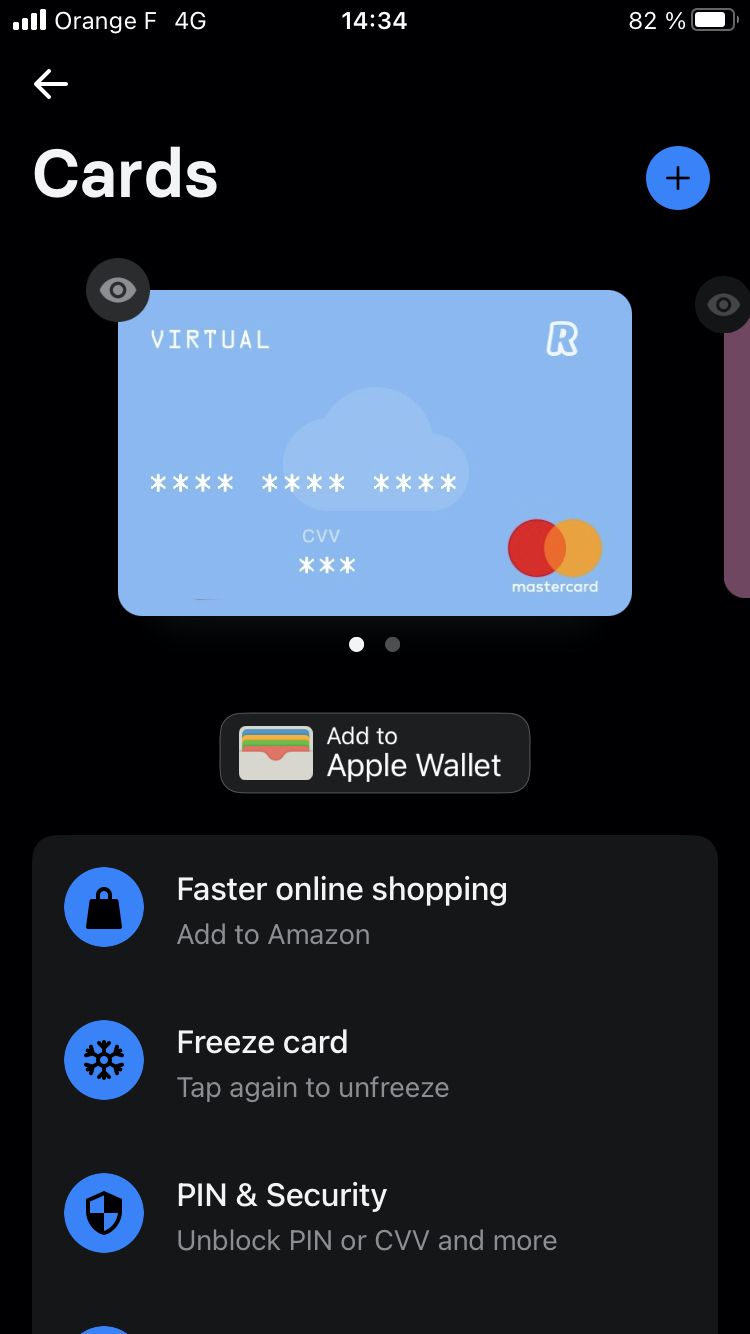 Orange F 4G 14:34 82 %
Cards
VIRTUAL R
**** **** ****
CVV
***
mastercard
Add to
Apple Wallet
Faster online shopping
Add to Amazon
Freeze card
Tap again to unfreeze
PIN & Security
Unblock PIN or CVV and more